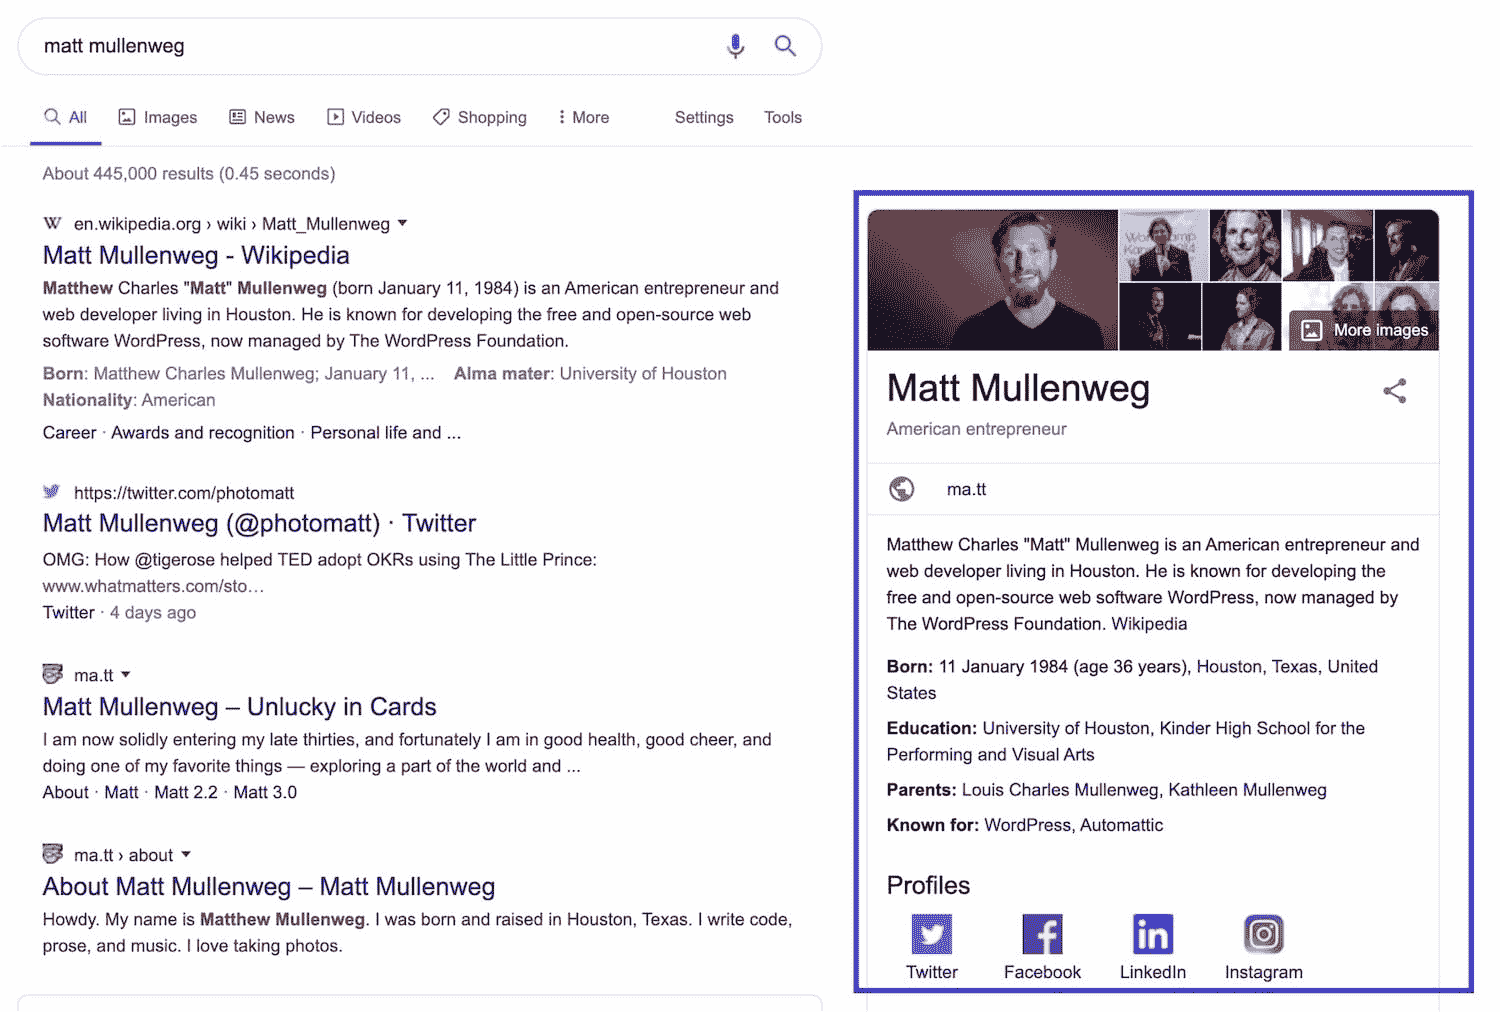 matt mullenweg
All Images News Videos Shopping More Settings Tools
About 445,000 results (0.45 seconds)
W en.wikipedia.org › wiki › Matt_Mullenweg
Matt Mullenweg - Wikipedia
Matthew Charles "Matt" Mullenweg (born January 11, 1984) is an American entrepreneur and
web developer living in Houston. He is known for developing the free and open-source web
software WordPress, now managed by The WordPress Foundation.
Born: Matthew Charles Mullenweg; January 11, ... Alma mater: University of Houston
Nationality: American
Career · Awards and recognition · Personal life and ...
https://twitter.com/photomatt
Matt Mullenweg (@photomatt) · Twitter
OMG: How @tigerose helped TED adopt OKRs using The Little Prince:
www.whatmatters.com/sto…
Twitter · 4 days ago
ma.tt
Matt Mullenweg – Unlucky in Cards
I am now solidly entering my late thirties, and fortunately I am in good health, good cheer, and
doing one of my favorite things — exploring a part of the world and ...
About · Matt · Matt 2.2 · Matt 3.0
ma.tt › about
About Matt Mullenweg – Matt Mullenweg
Howdy. My name is Matthew Mullenweg. I was born and raised in Houston, Texas. I write code,
prose, and music. I love taking photos.
More images
Matt Mullenweg
American entrepreneur
ma.tt
Matthew Charles "Matt" Mullenweg is an American entrepreneur and
web developer living in Houston. He is known for developing the
free and open-source web software WordPress, now managed by
The WordPress Foundation. Wikipedia
Born: 11 January 1984 (age 36 years), Houston, Texas, United
States
Education: University of Houston, Kinder High School for the
Performing and Visual Arts
Parents: Louis Charles Mullenweg, Kathleen Mullenweg
Known for: WordPress, Automattic
Profiles
Twitter Facebook LinkedIn Instagram